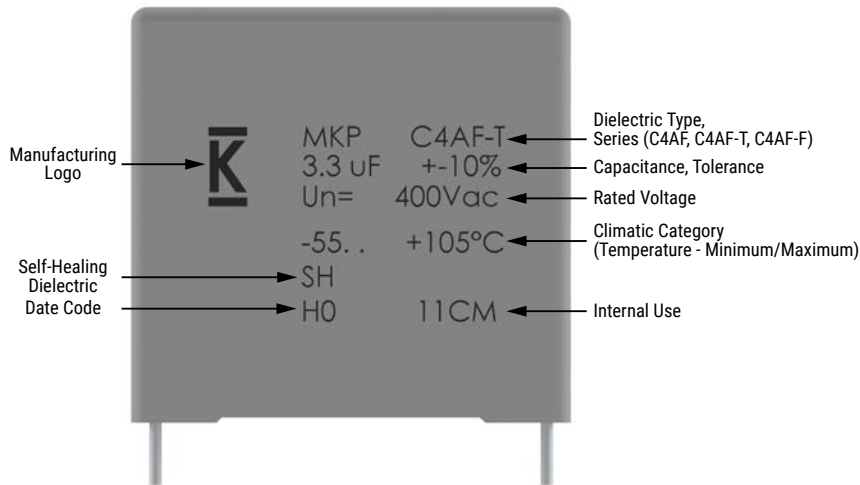 K
MKP C4AF-T
3.3 uF +-10%
Un= 400Vac
-55. . +105°C
SH
H0 11CM
Manufacturing
Logo
Self-Healing
Dielectric
Date Code
Dielectric Type,
Series (C4AF, C4AF-T, C4AF-F)
Capacitance, Tolerance
Rated Voltage
Climatic Category
(Temperature - Minimum/Maximum)
Internal Use